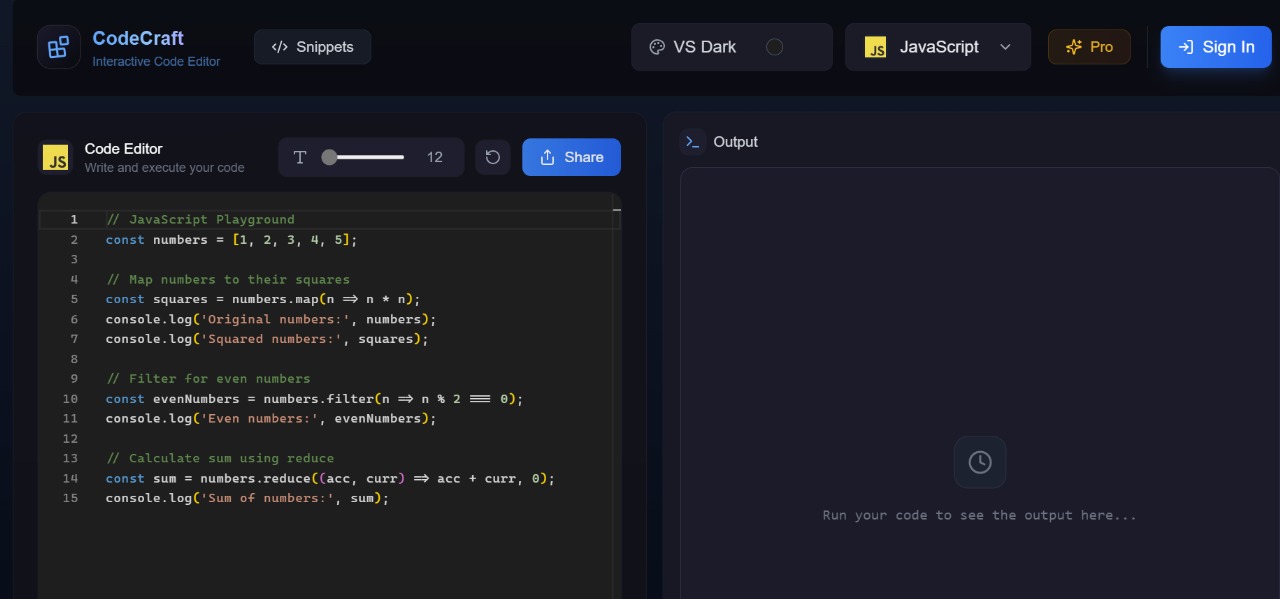 CodeCraft
Interactive Code Editor
</> Snippets
VS Dark
JS JavaScript
Pro
Sign In
JS
Code Editor
Write and execute your code
T 12
Share
Output
1 // JavaScript Playground
2 const numbers = [1, 2, 3, 4, 5];
3
4 // Map numbers to their squares
5 const squares = numbers.map(n => n * n);
6 console.log('Original numbers:', numbers);
7 console.log('Squared numbers:', squares);
8
9 // Filter for even numbers
10 const evenNumbers = numbers.filter(n => n % 2 === 0);
11 console.log('Even numbers:', evenNumbers);
12
13 // Calculate sum using reduce
14 const sum = numbers.reduce((acc, curr) => acc + curr, 0);
15 console.log('Sum of numbers:', sum);
Run your code to see the output here...